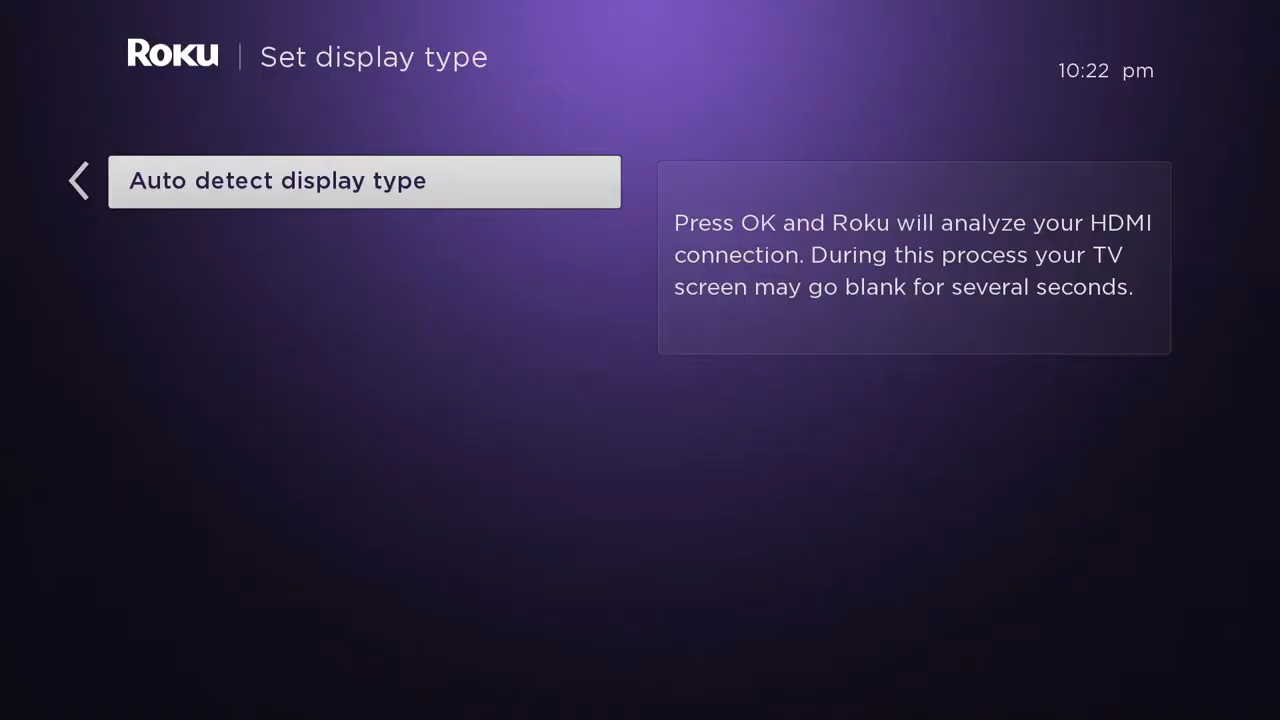 Roku | Set display type
10:22 pm
Auto detect display type
Press OK and Roku will analyze your HDMI
connection. During this process your TV
screen may go blank for several seconds.